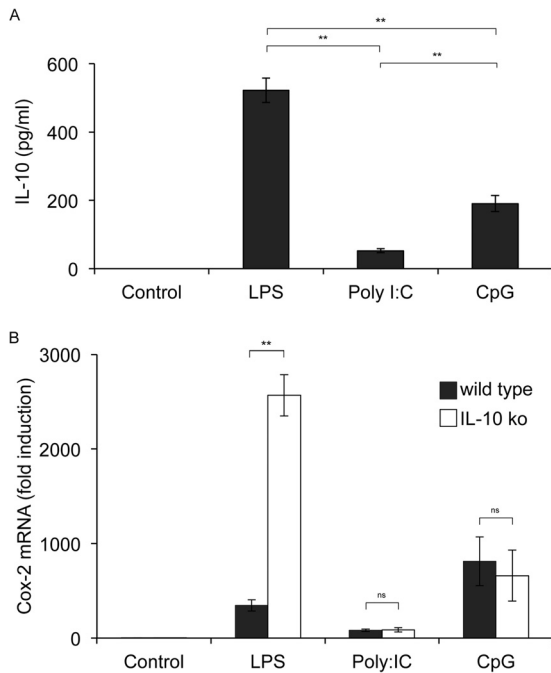 A
**
**
**
600
400
200
0
IL-10 (pg/ml)
Control LPS Poly I:C CpG
B
3000
2000
1000
0
Cox-2 mRNA (fold induction)
**
wild type
IL-10 ko
ns
ns
Control LPS Poly:IC CpG